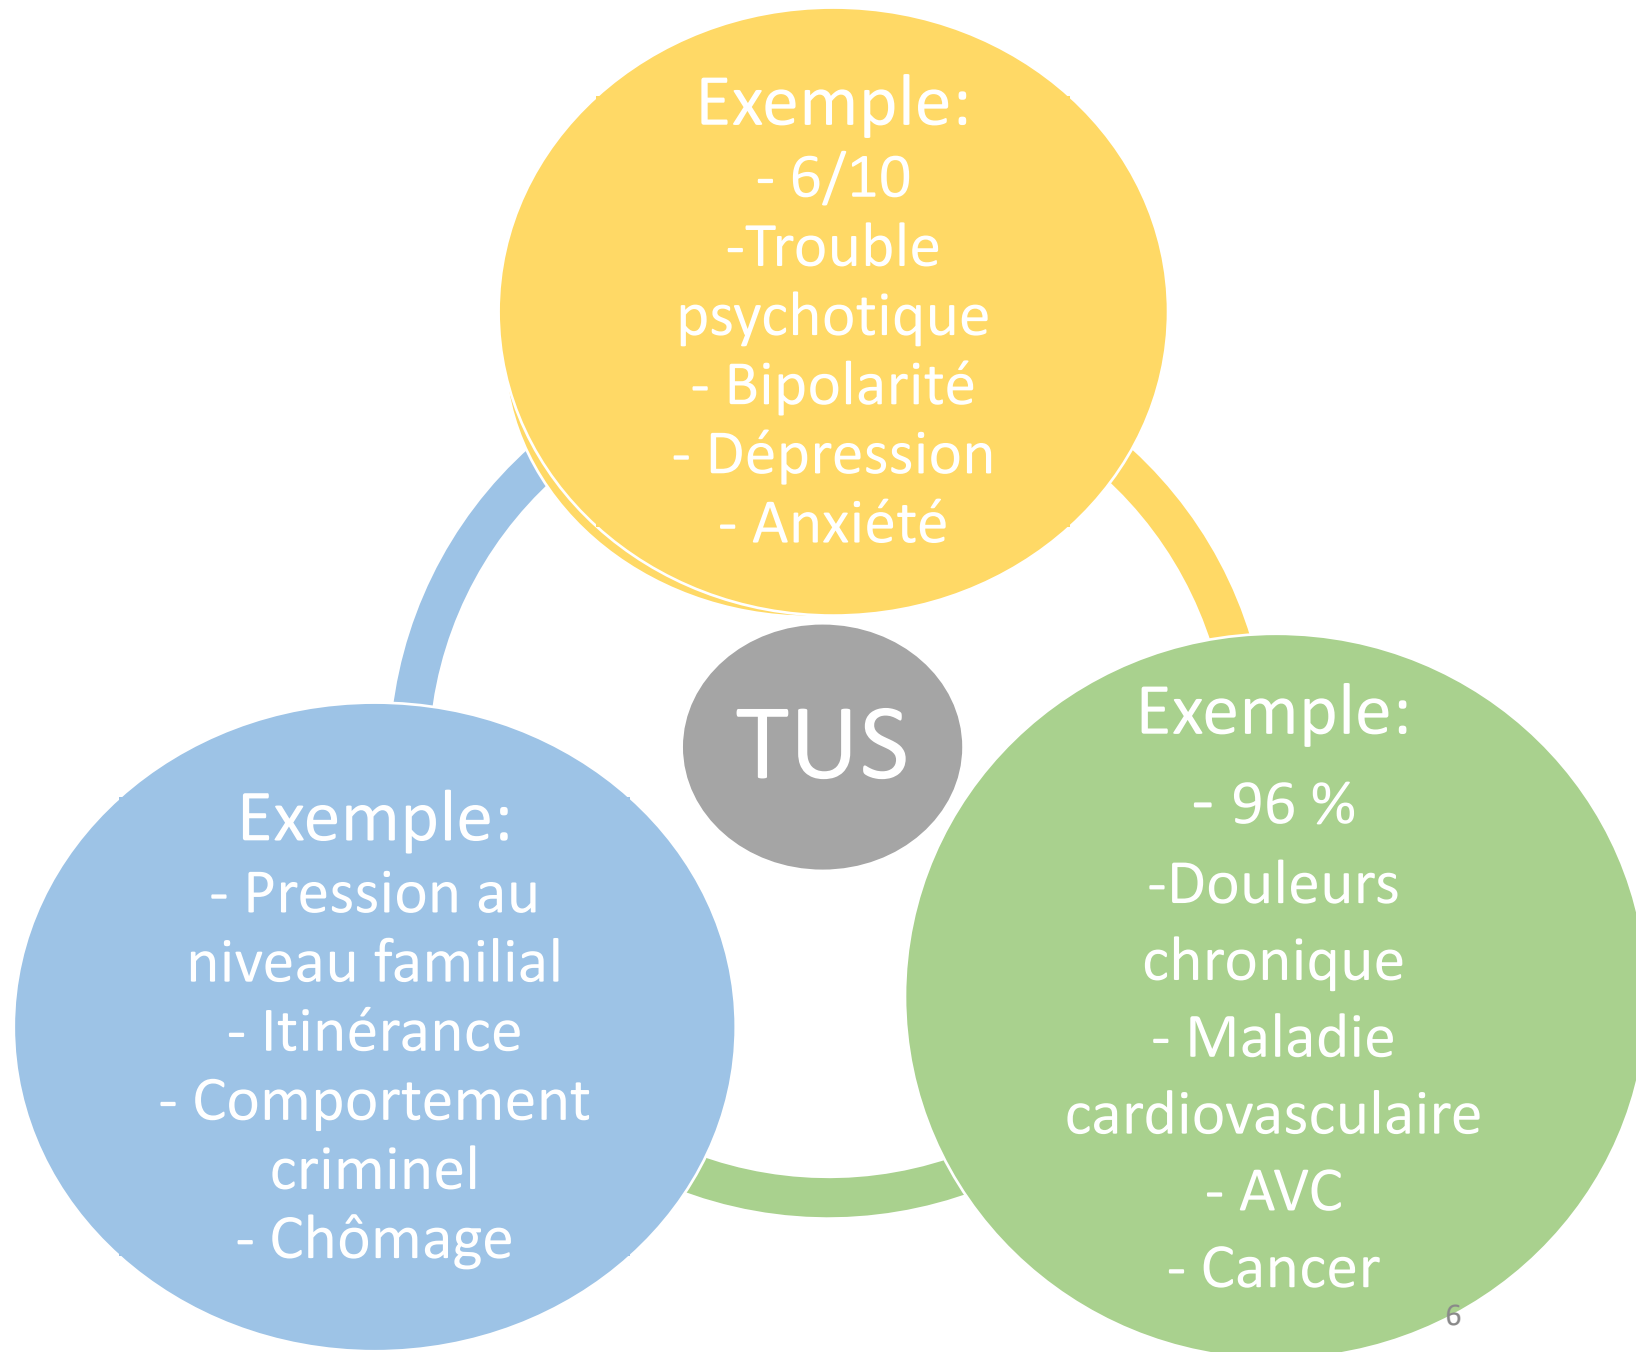 Exemple:
- 6/10
-Trouble
psychotique
- Bipolarité
- Dépression
- Anxiété
TUS
Exemple:
- Pression au
niveau familial
- Itinérance
- Comportement
criminel
- Chômage
Exemple:
- 96 %
-Douleurs
chronique
- Maladie
cardiovasculaire
- AVC
- Cancer
6